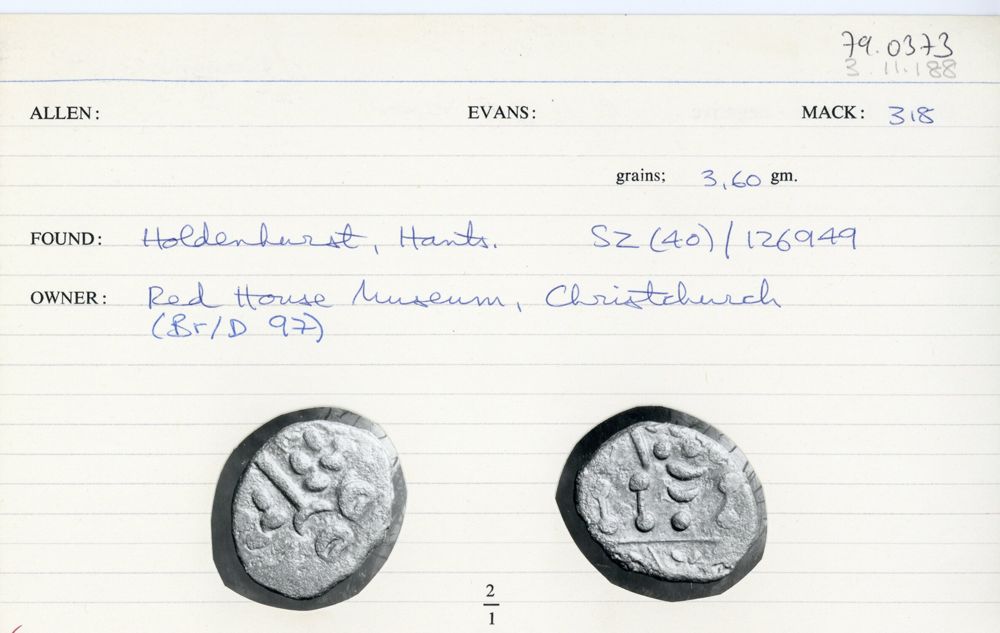 79.0373
3.11.188
ALLEN: EVANS: MACK: 318
grains; 3.60 gm.
FOUND: Holdenhurst, Hants. SZ (40) / 126949
OWNER: Red House Museum, Christchurch
(Br/D 97)
2
1